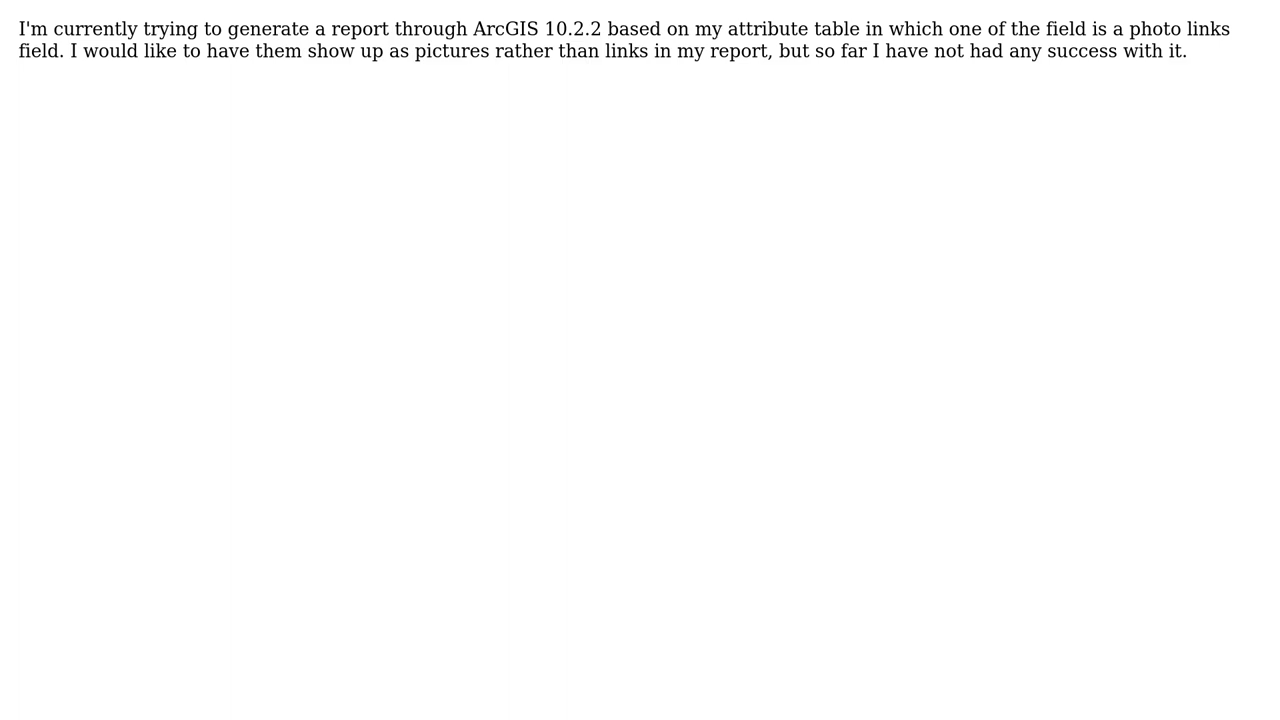 I'm currently trying to generate a report through ArcGIS 10.2.2 based on my attribute table in which one of the field is a photo links
field. I would like to have them show up as pictures rather than links in my report, but so far I have not had any success with it.